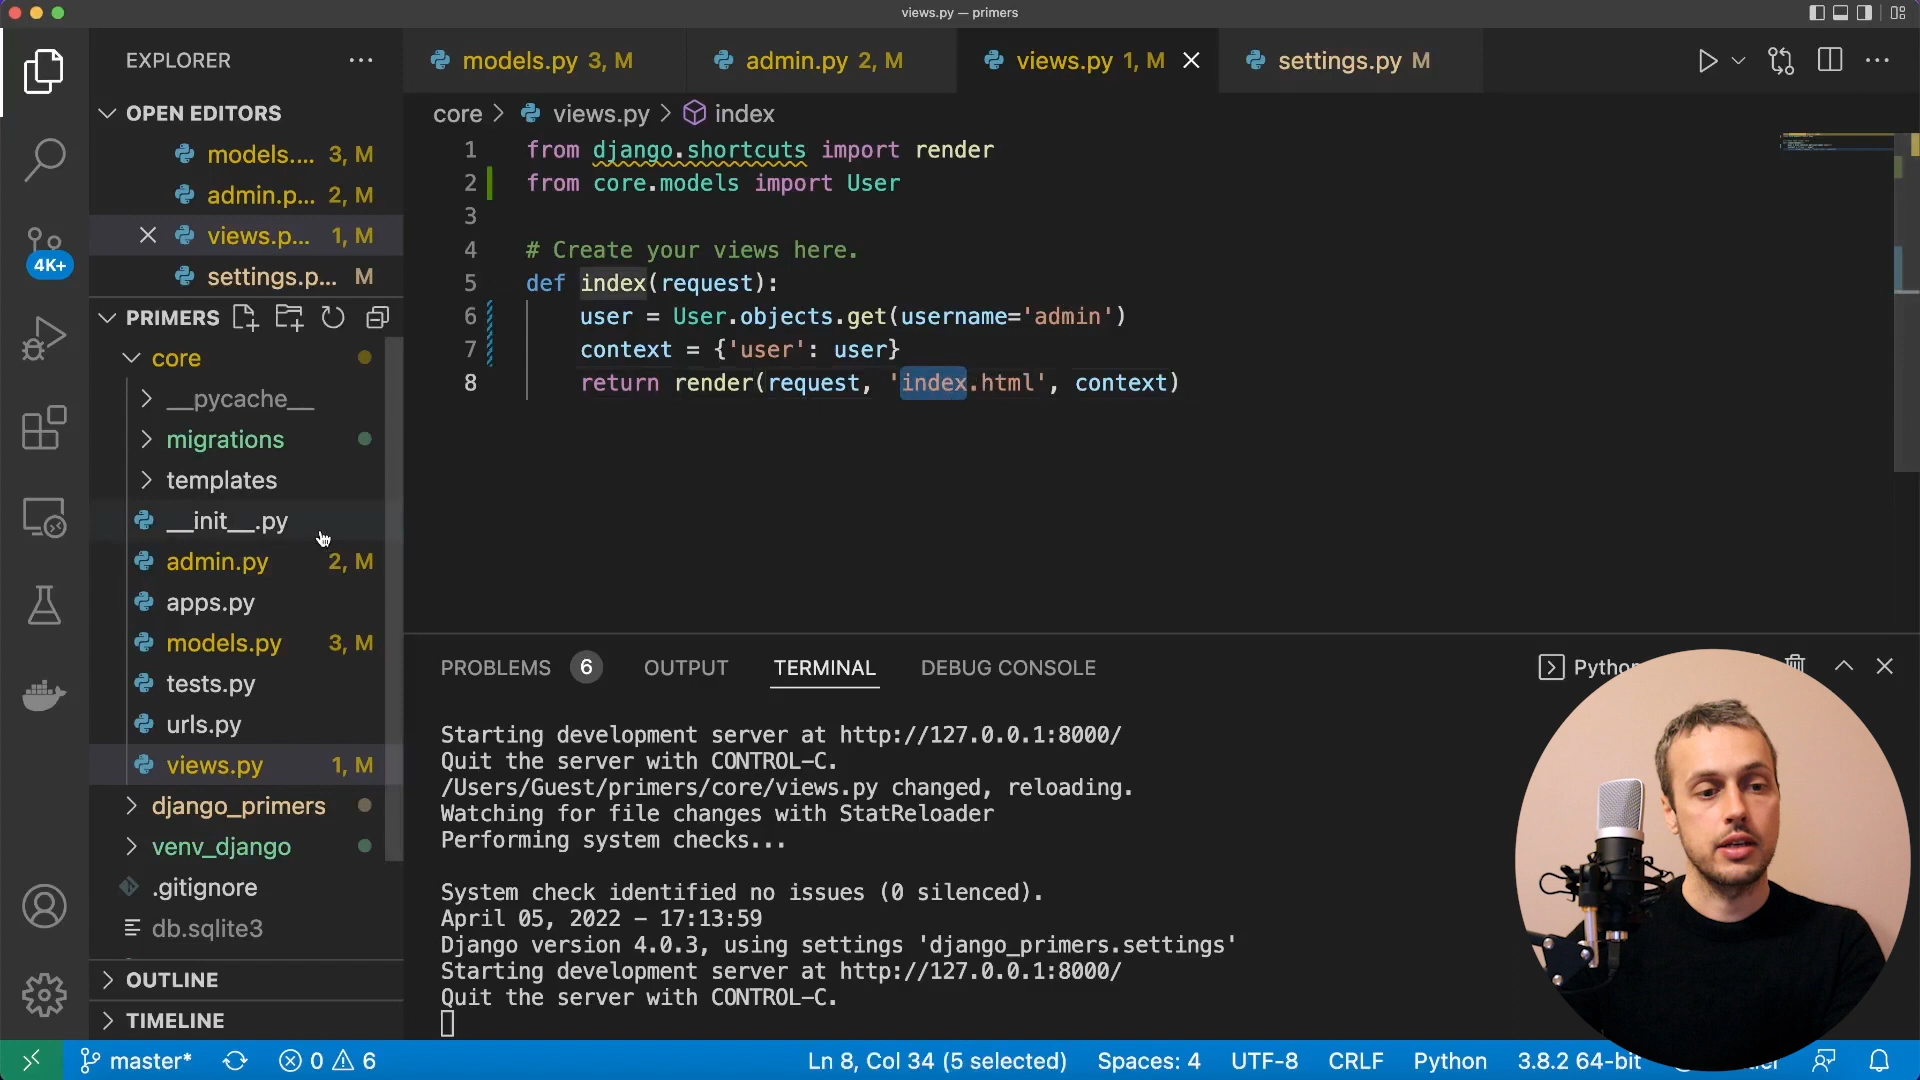 views.py — primers
EXPLORER
OPEN EDITORS
models.... 3, M
admin.p... 2, M
views.p... 1, M
settings.p... M
PRIMERS
core
__pycache__
migrations
templates
__init__.py
admin.py 2, M
apps.py
models.py 3, M
tests.py
urls.py
views.py 1, M
django_primers
venv_django
.gitignore
db.sqlite3
OUTLINE
TIMELINE
4K+
models.py 3, M
admin.py 2, M
views.py 1, M
settings.py M
core > views.py > index
1 from django.shortcuts import render
2 from core.models import User
3
4 # Create your views here.
5 def index(request):
6 user = User.objects.get(username='admin')
7 context = {'user': user}
8 return render(request, 'index.html', context)
PROBLEMS 6 OUTPUT TERMINAL DEBUG CONSOLE
Starting development server at http://127.0.0.1:8000/
Quit the server with CONTROL-C.
/Users/Guest/primers/core/views.py changed, reloading.
Watching for file changes with StatReloader
Performing system checks...
System check identified no issues (0 silenced).
April 05, 2022 - 17:13:59
Django version 4.0.3, using settings 'django_primers.settings'
Starting development server at http://127.0.0.1:8000/
Quit the server with CONTROL-C.
master* 0 6 Ln 8, Col 34 (5 selected) Spaces: 4 UTF-8 CRLF Python 3.8.2 64-bit